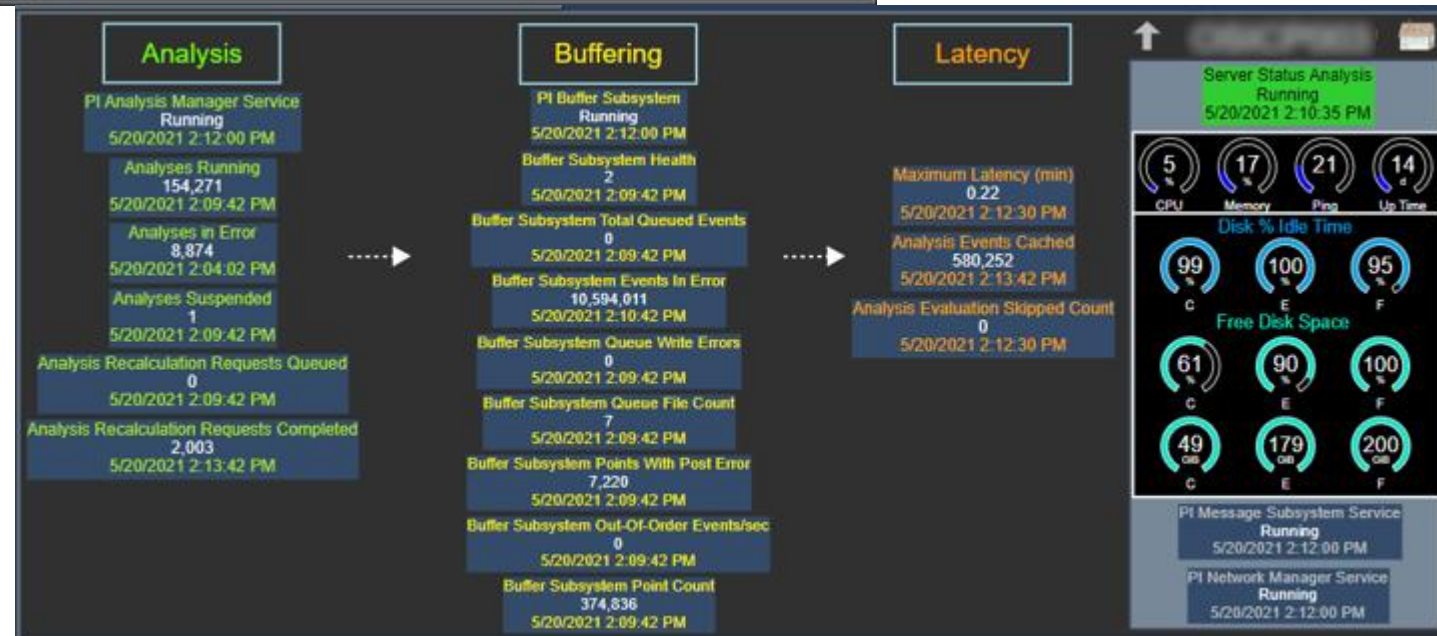 Analysis
PI Analysis Manager Service
Running
5/20/2021 2:12:00 PM
Analyses Running
154,271
5/20/2021 2:09:42 PM
Analyses in Error
8,874
5/20/2021 2:04:02 PM
Analyses Suspended
1
5/20/2021 2:09:42 PM
Analysis Recalculation Requests Queued
0
5/20/2021 2:09:42 PM
Analysis Recalculation Requests Completed
2,003
5/20/2021 2:13:42 PM
Buffering
PI Buffer Subsystem
Running
5/20/2021 2:12:00 PM
Buffer Subsystem Health
2
5/20/2021 2:09:42 PM
Buffer Subsystem Total Queued Events
0
5/20/2021 2:09:42 PM
Buffer Subsystem Events In Error
10,594,011
5/20/2021 2:10:42 PM
Buffer Subsystem Queue Write Errors
0
5/20/2021 2:09:42 PM
Buffer Subsystem Queue File Count
7
5/20/2021 2:09:42 PM
Buffer Subsystem Points With Post Error
7,220
5/20/2021 2:09:42 PM
Buffer Subsystem Out-Of-Order Events/sec
0
5/20/2021 2:09:42 PM
Buffer Subsystem Point Count
374,836
5/20/2021 2:09:42 PM
Latency
Maximum Latency (min)
0.22
5/20/2021 2:12:30 PM
Analysis Events Cached
580,252
5/20/2021 2:13:42 PM
Analysis Evaluation Skipped Count
0
5/20/2021 2:12:30 PM
Server Status Analysis
Running
5/20/2021 2:10:35 PM
5 17 21 14
% % d
CPU Memory Ping Up Time
Disk % Idle Time
99 100 95
% % %
C E F
Free Disk Space
61 90 100
% % %
C E F
49 179 200
GiB GiB GiB
C E F
PI Message Subsystem Service
Running
5/20/2021 2:12:00 PM
PI Network Manager Service
Running
5/20/2021 2:12:00 PM